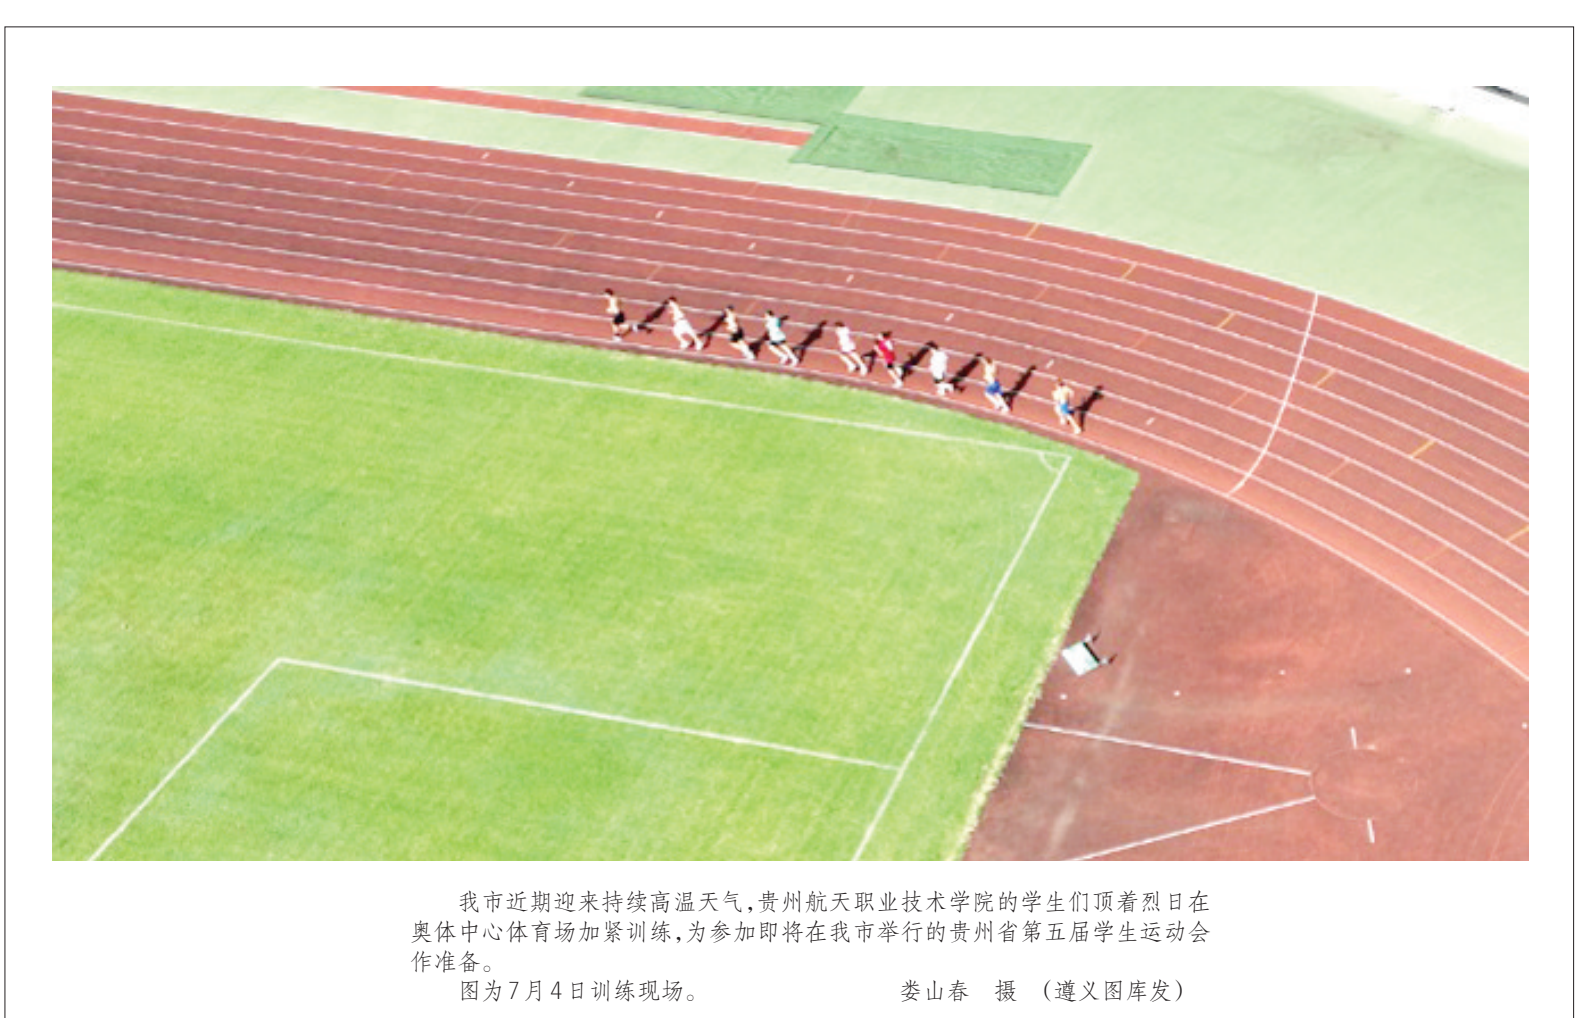 我市近期迎来持续高温天气，贵州航天职业技术学院的学生们顶着烈日在
奥体中心体育场加紧训练，为参加即将在我市举行的贵州省第五届学生运动会
作准备。
图为7月4日训练现场。 娄山春 摄 （遵义图库发）